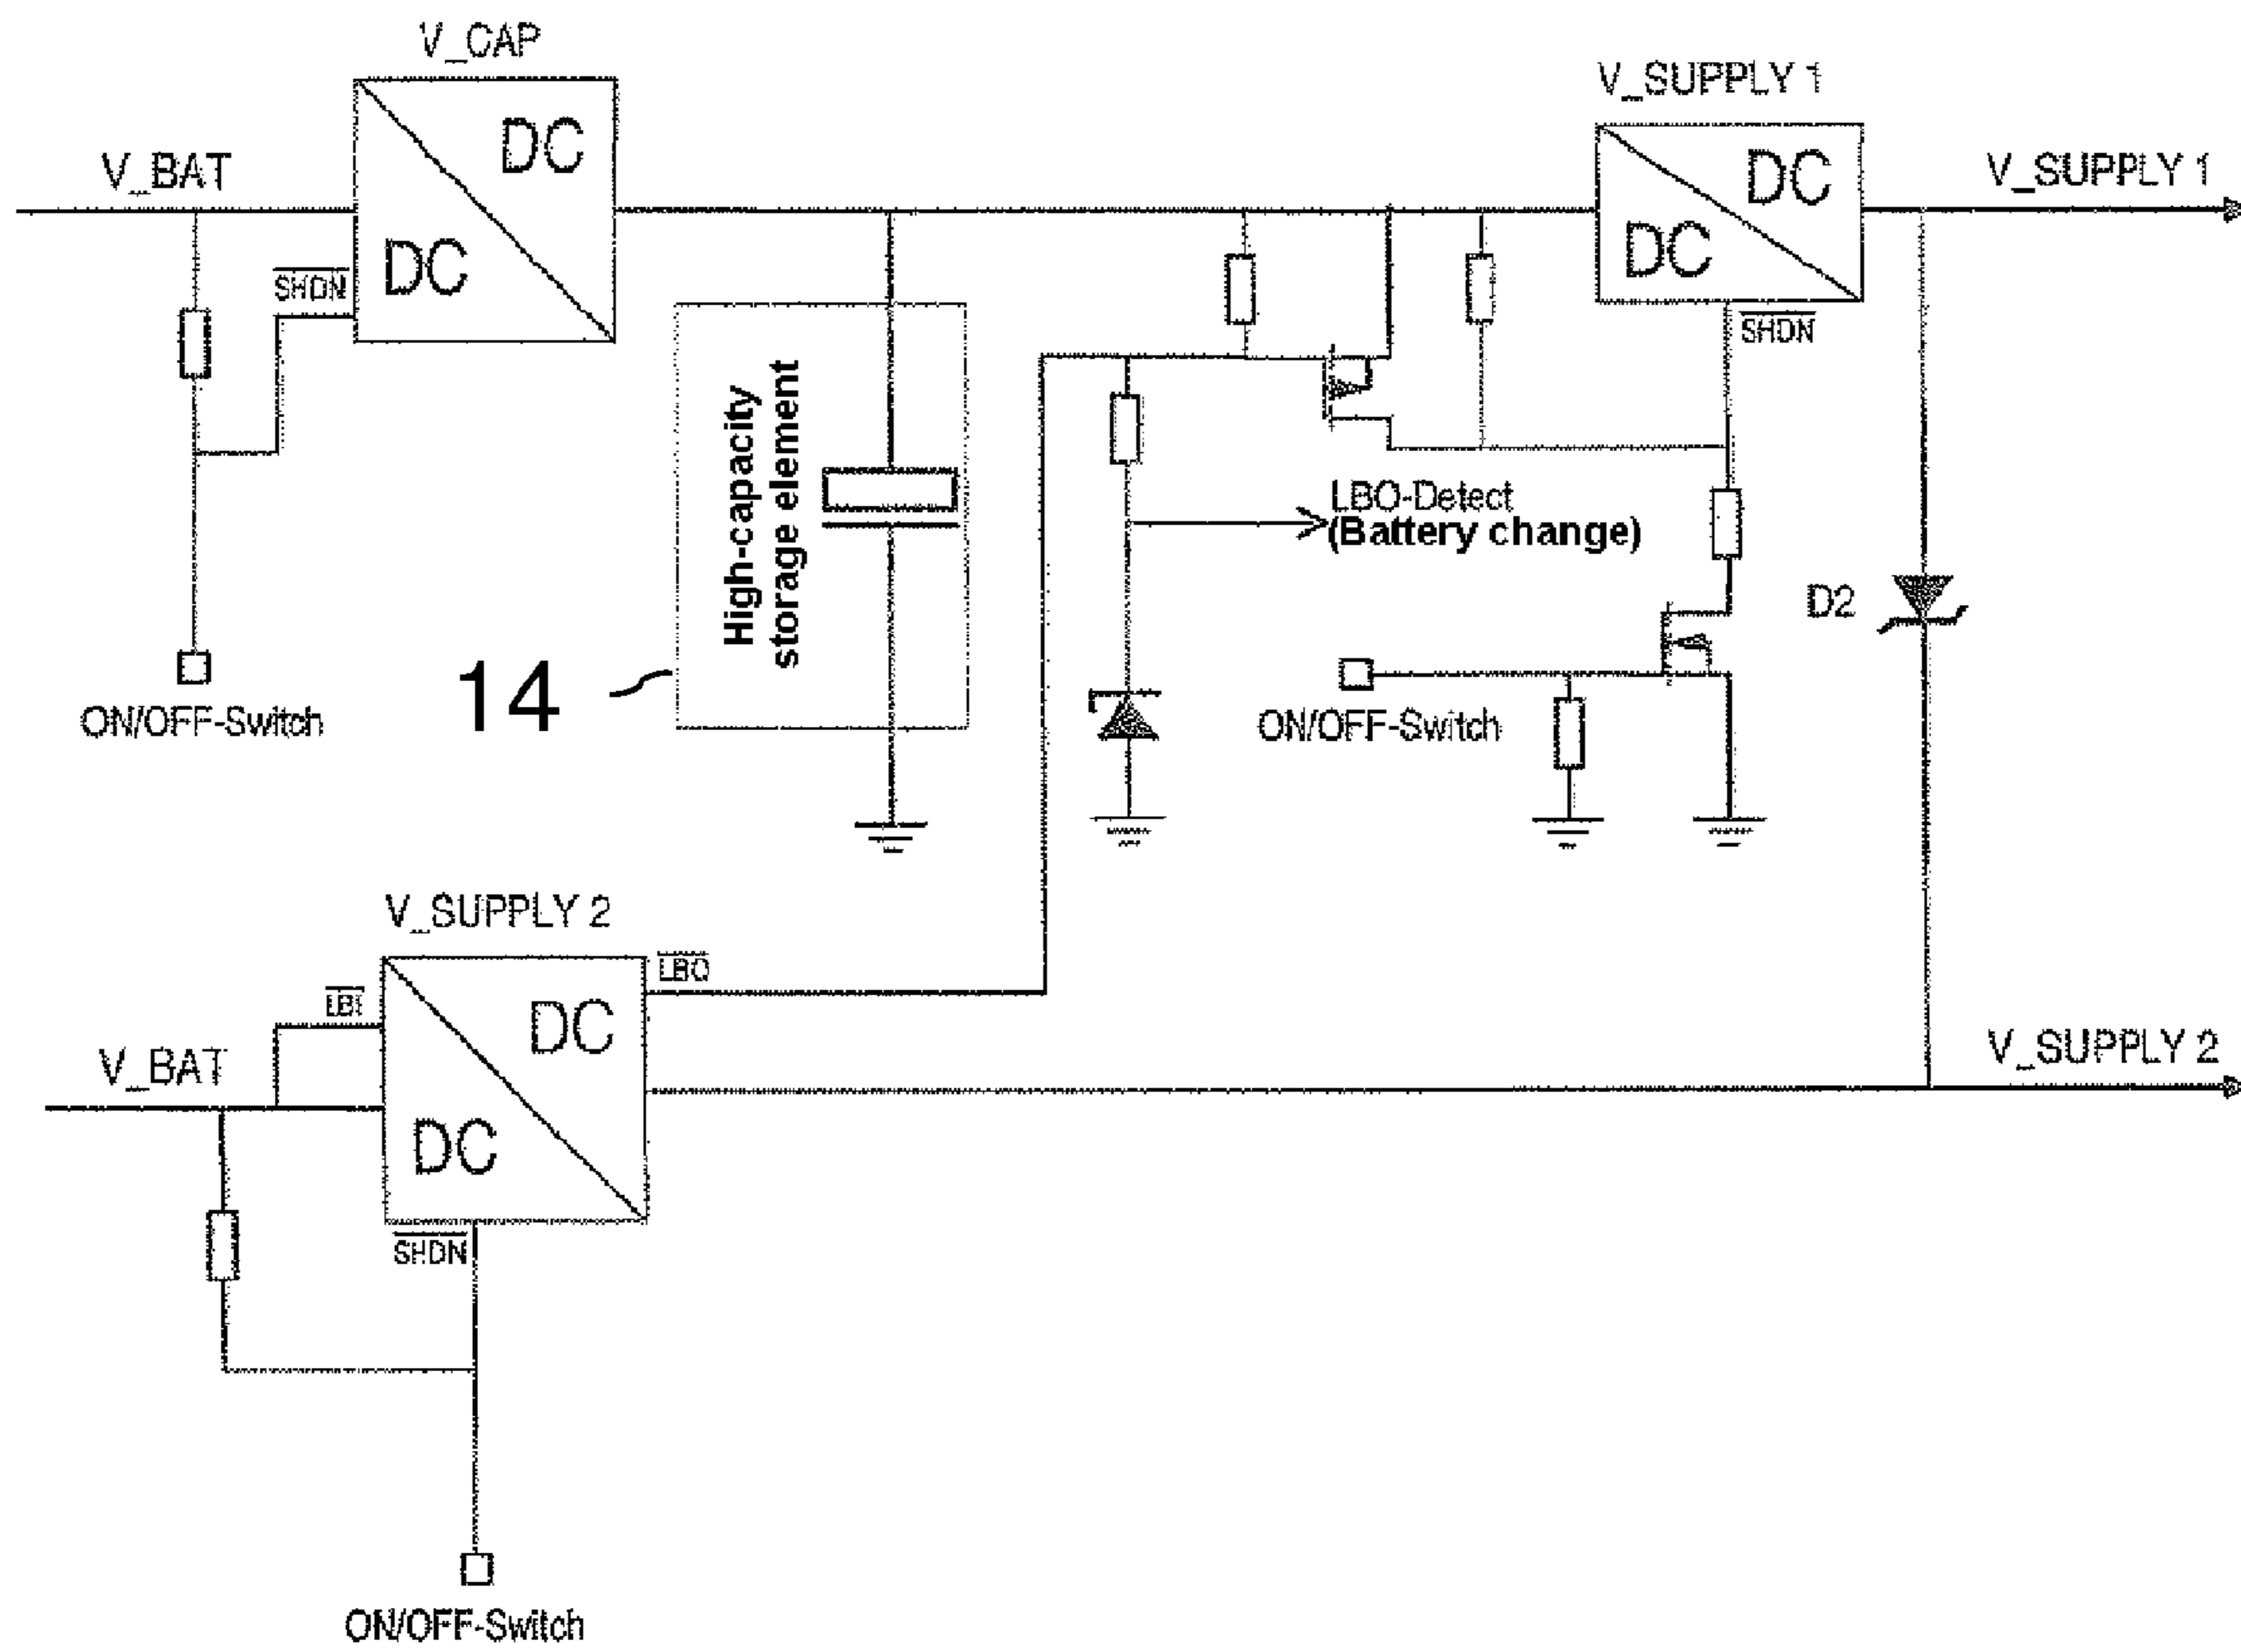 V_CAP
V_SUPPLY 1
V_BAT
DC
DC
SHDN
DC
DC
V_SUPPLY 1
SHDN
High-capacity
storage element
14
ON/OFF-Switch
LBO-Detect
(Battery change)
D2
ON/OFF-Switch
V_SUPPLY 2
LBO
LBI
V_BAT
DC
DC
SHDN
V_SUPPLY 2
ON/OFF-Switch